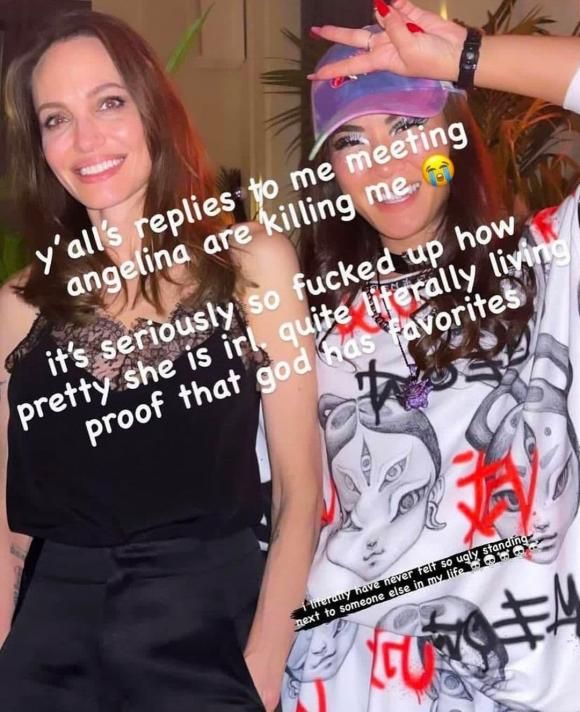 y'all's replies to me meeting
angelina are killing me 😭
it's seriously so fucked up how
pretty she is irl. quite literally living
proof that god has favorites
i literally have never felt so ugly standing
next to someone else in my life 💀💀💀💀💀